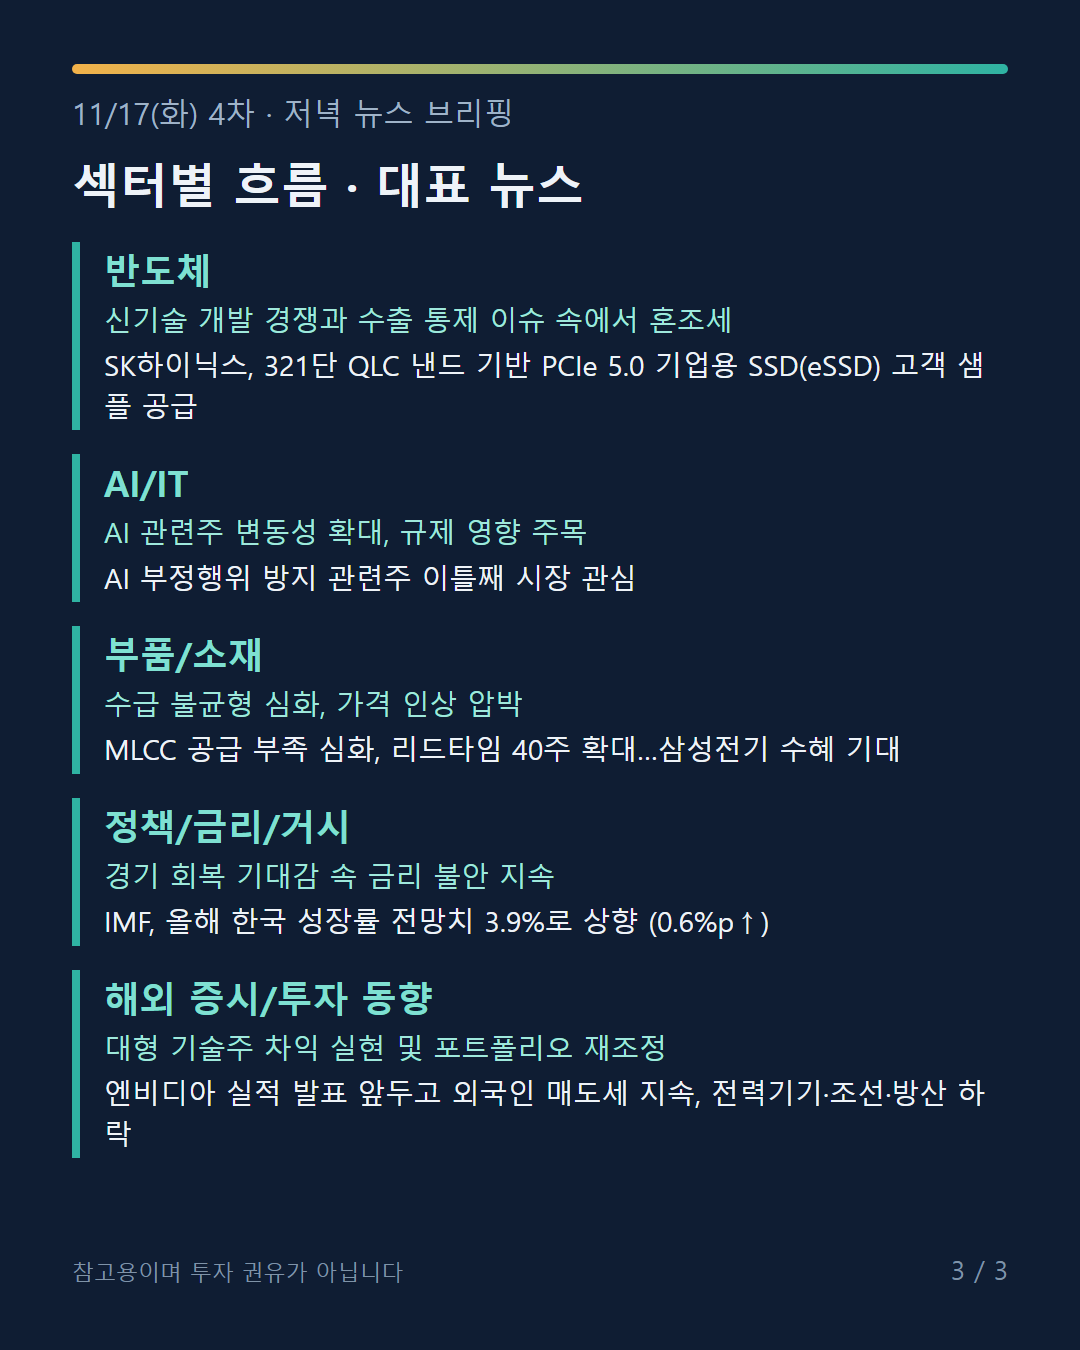 11/17(화) 4차 · 저녁 뉴스 브리핑
섹터별 흐름 · 대표 뉴스
반도체
신기술 개발 경쟁과 수출 통제 이슈 속에서 혼조세
SK하이닉스, 321단 QLC 낸드 기반 PCIe 5.0 기업용 SSD(eSSD) 고객 샘
플 공급
AI/IT
AI 관련주 변동성 확대, 규제 영향 주목
AI 부정행위 방지 관련주 이틀째 시장 관심
부품/소재
수급 불균형 심화, 가격 인상 압박
MLCC 공급 부족 심화, 리드타임 40주 확대...삼성전기 수혜 기대
정책/금리/거시
경기 회복 기대감 속 금리 불안 지속
IMF, 올해 한국 성장률 전망치 3.9%로 상향 (0.6%p↑)
해외 증시/투자 동향
대형 기술주 차익 실현 및 포트폴리오 재조정
엔비디아 실적 발표 앞두고 외국인 매도세 지속, 전력기기·조선·방산 하
락
참고용이며 투자 권유가 아닙니다
3 / 3